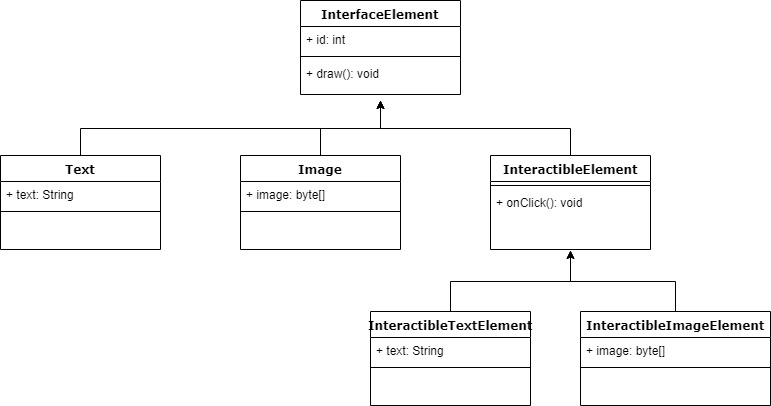 InterfaceElement
+ id: int
+ draw(): void
Text
+ text: String
Image
+ image: byte[]
InteractibleElement
+ onClick(): void
InteractibleTextElement
+ text: String
InteractibleImageElement
+ image: byte[]